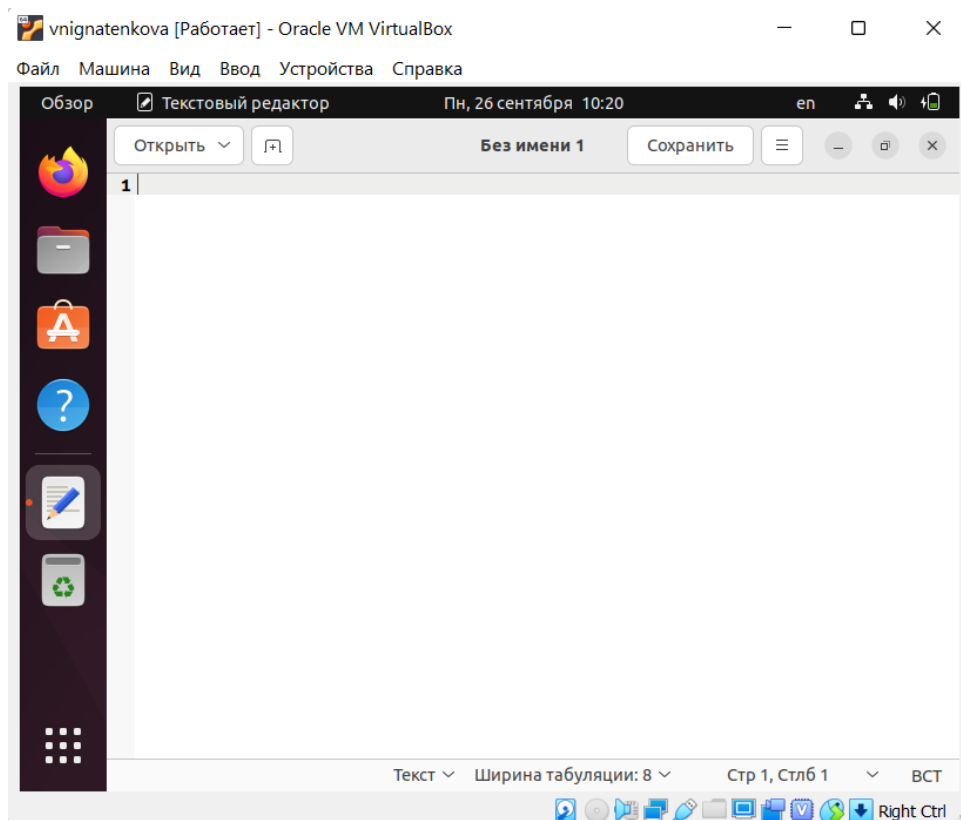 vnignatenkova [Работает] - Oracle VM VirtualBox
Файл Машина Вид Ввод Устройства Справка
Обзор Текстовый редактор Пн, 26 сентября 10:20 en
Открыть Без имени 1 Сохранить
1
Текст Ширина табуляции: 8 Стр 1, Стлб 1 ВСТ
Right Ctrl